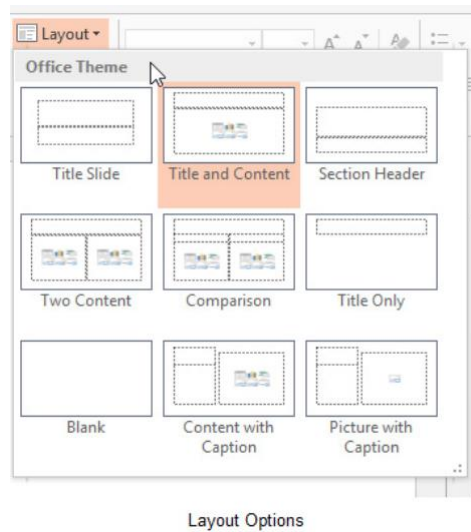 Layout
Office Theme
Title Slide
Title and Content
Section Header
Two Content
Comparison
Title Only
Blank
Content with
Caption
Picture with
Caption
Layout Options